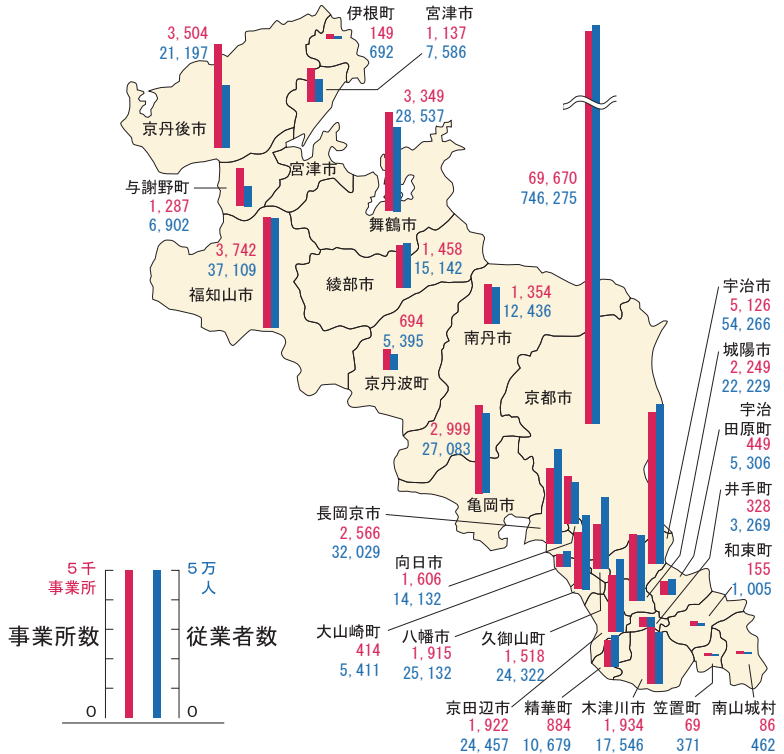 伊根町
149
692
宮津市
1,137
7,586
3,504
21,197
京丹後市
3,349
28,537
宮津市
舞鶴市
与謝野町
1,287
6,902
69,670
746,275
3,742
37,109
福知山市
綾部市
1,458
15,142
1,354
12,436
南丹市
694
5,395
京丹波町
京都市
宇治市
5,126
54,266
城陽市
2,249
22,229
宇治
田原町
449
5,306
井手町
328
3,269
和束町
155
1,005
2,999
27,083
亀岡市
長岡京市
2,566
32,029
向日市
1,606
14,132
大山崎町
414
5,411
八幡市
1,915
25,132
久御山町
1,518
24,322
京田辺市
1,922
24,457
精華町
884
10,679
木津川市
1,934
17,546
笠置町
69
371
南山城村
86
462
5千
事業所
5万
人
事業所数
従業者数
0
0